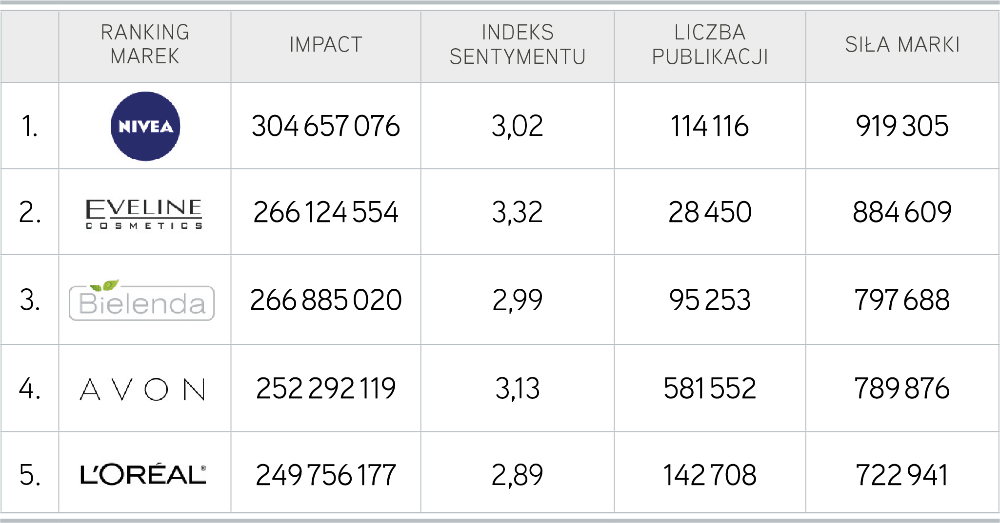 RANKING MAREK IMPACT INDEKS SENTYMENTU LICZBA PUBLIKACJI SIŁA MARKI
1. NIVEA 304 657 076 3,02 114 116 919 305
2. EVELINE COSMETICS 266 124 554 3,32 28 450 884 609
3. Bielenda 266 885 020 2,99 95 253 797 688
4. AVON 252 292 119 3,13 581 552 789 876
5. L'ORÉAL® 249 756 177 2,89 142 708 722 941